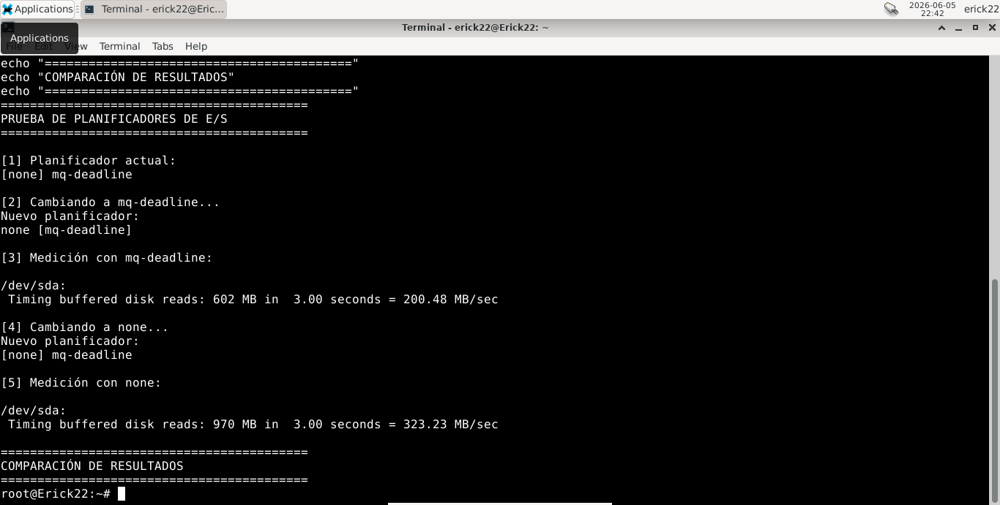 Applications
Terminal - erick22@Eric...
2026-06-05
22:42
erick22
Terminal - erick22@Erick22: ~
Applications
File Edit View Terminal Tabs Help
echo "=========================================="
echo "COMPARACIÓN DE RESULTADOS"
echo "=========================================="
==========================================
PRUEBA DE PLANIFICADORES DE E/S
==========================================
[1] Planificador actual:
[none] mq-deadline
[2] Cambiando a mq-deadline...
Nuevo planificador:
none [mq-deadline]
[3] Medición con mq-deadline:
/dev/sda:
 Timing buffered disk reads: 602 MB in  3.00 seconds = 200.48 MB/sec
[4] Cambiando a none...
Nuevo planificador:
[none] mq-deadline
[5] Medición con none:
/dev/sda:
 Timing buffered disk reads: 970 MB in  3.00 seconds = 323.23 MB/sec
==========================================
COMPARACIÓN DE RESULTADOS
==========================================
root@Erick22:~#